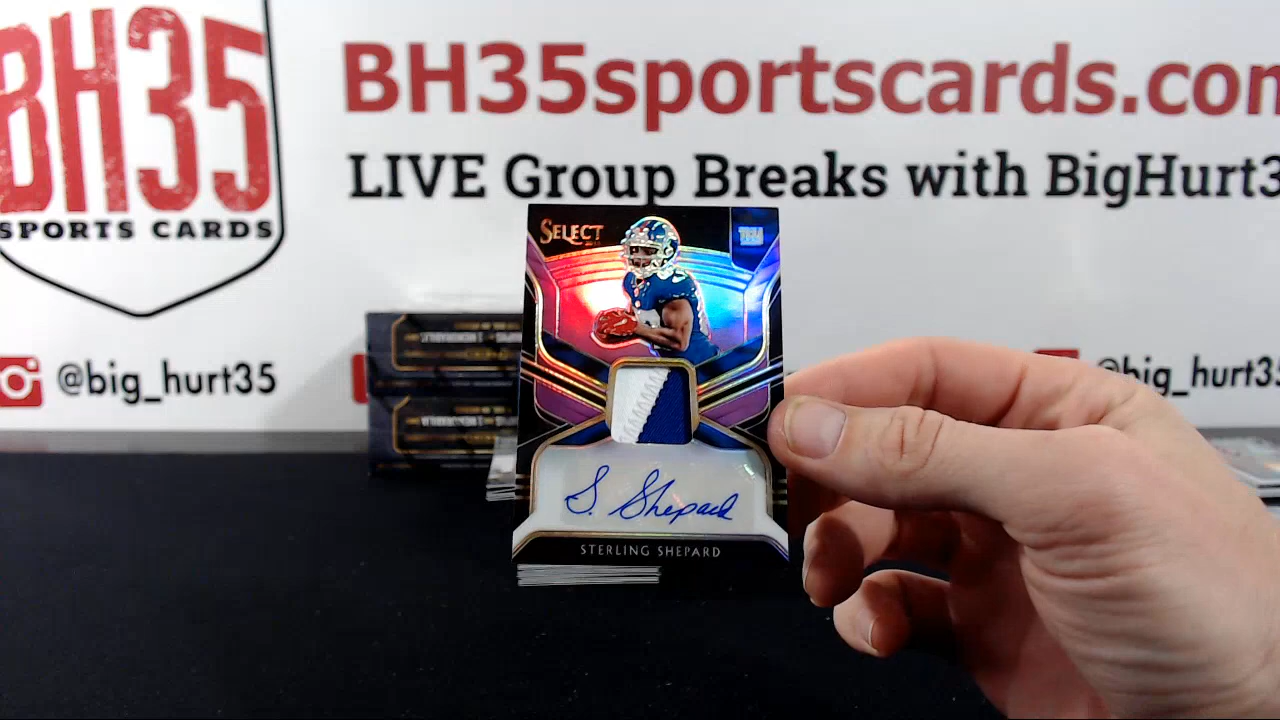 BH35
SPORTS CARDS
BH35sportscards.com
LIVE Group Breaks with BigHurt3
@big_hurt35
@big_hurt35
SELECT
S. Shepard
STERLING SHEPARD